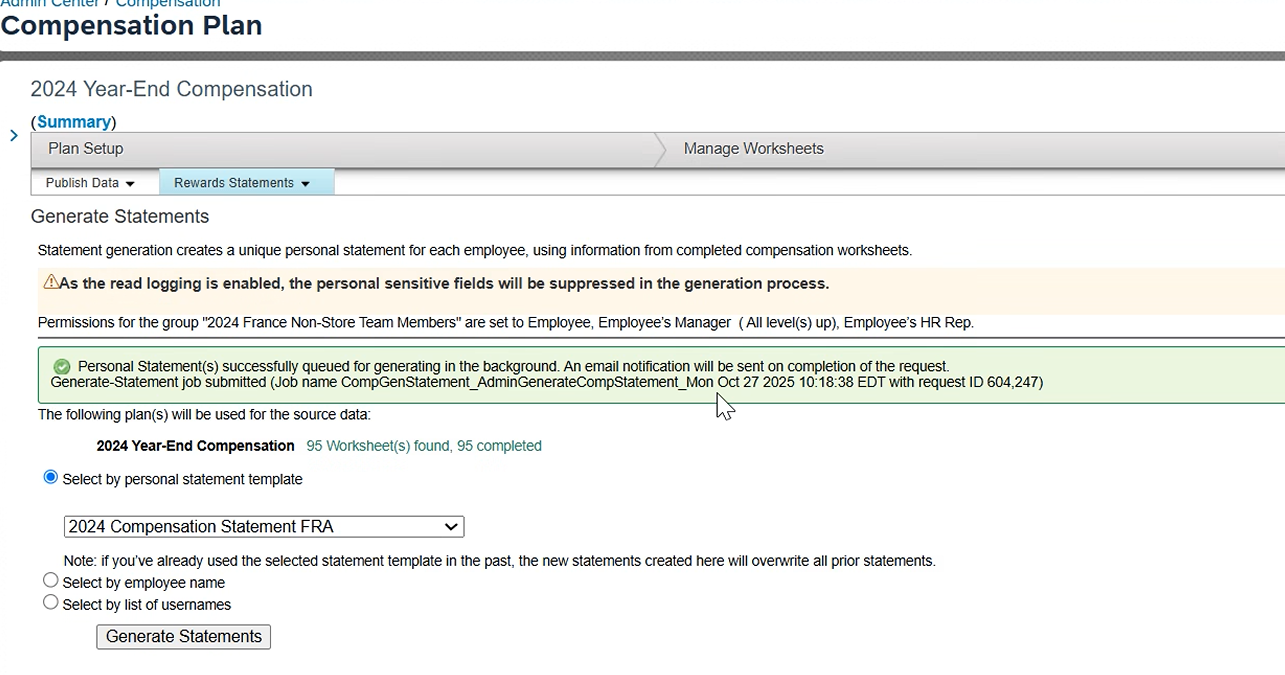 Admin Center / Compensation
Compensation Plan
2024 Year-End Compensation
(Summary)
Plan Setup
Manage Worksheets
Publish Data
Rewards Statements
Generate Statements
Statement generation creates a unique personal statement for each employee, using information from completed compensation worksheets.
As the read logging is enabled, the personal sensitive fields will be suppressed in the generation process.
Permissions for the group "2024 France Non-Store Team Members" are set to Employee, Employee's Manager ( All level(s) up), Employee's HR Rep.
Personal Statement(s) successfully queued for generating in the background. An email notification will be sent on completion of the request.
Generate-Statement job submitted (Job name CompGenStatement_AdminGenerateCompStatement_Mon Oct 27 2025 10:18:38 EDT with request ID 604,247)
The following plan(s) will be used for the source data:
2024 Year-End Compensation 95 Worksheet(s) found, 95 completed
Select by personal statement template
2024 Compensation Statement FRA
Note: if you've already used the selected statement template in the past, the new statements created here will overwrite all prior statements.
Select by employee name
Select by list of usernames
Generate Statements